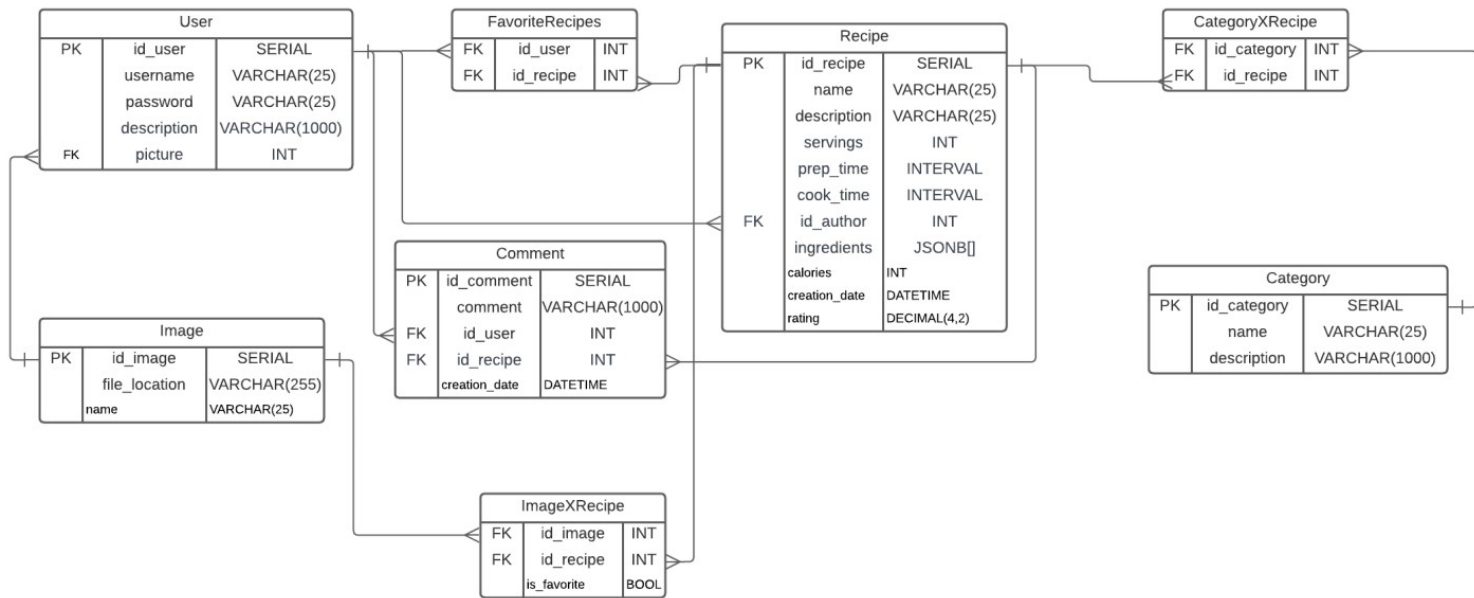 User
PK id_user SERIAL
username VARCHAR(25)
password VARCHAR(25)
description VARCHAR(1000)
FK picture INT
FavoriteRecipes
FK id_user INT
FK id_recipe INT
Recipe
PK id_recipe SERIAL
name VARCHAR(25)
description VARCHAR(25)
servings INT
prep_time INTERVAL
cook_time INTERVAL
FK id_author INT
ingredients JSONB[]
calories INT
creation_date DATETIME
rating DECIMAL(4,2)
CategoryXRecipe
FK id_category INT
FK id_recipe INT
Comment
PK id_comment SERIAL
comment VARCHAR(1000)
FK id_user INT
FK id_recipe INT
creation_date DATETIME
Category
PK id_category SERIAL
name VARCHAR(25)
description VARCHAR(1000)
Image
PK id_image SERIAL
file_location VARCHAR(255)
name VARCHAR(25)
ImageXRecipe
FK id_image INT
FK id_recipe INT
is_favorite BOOL